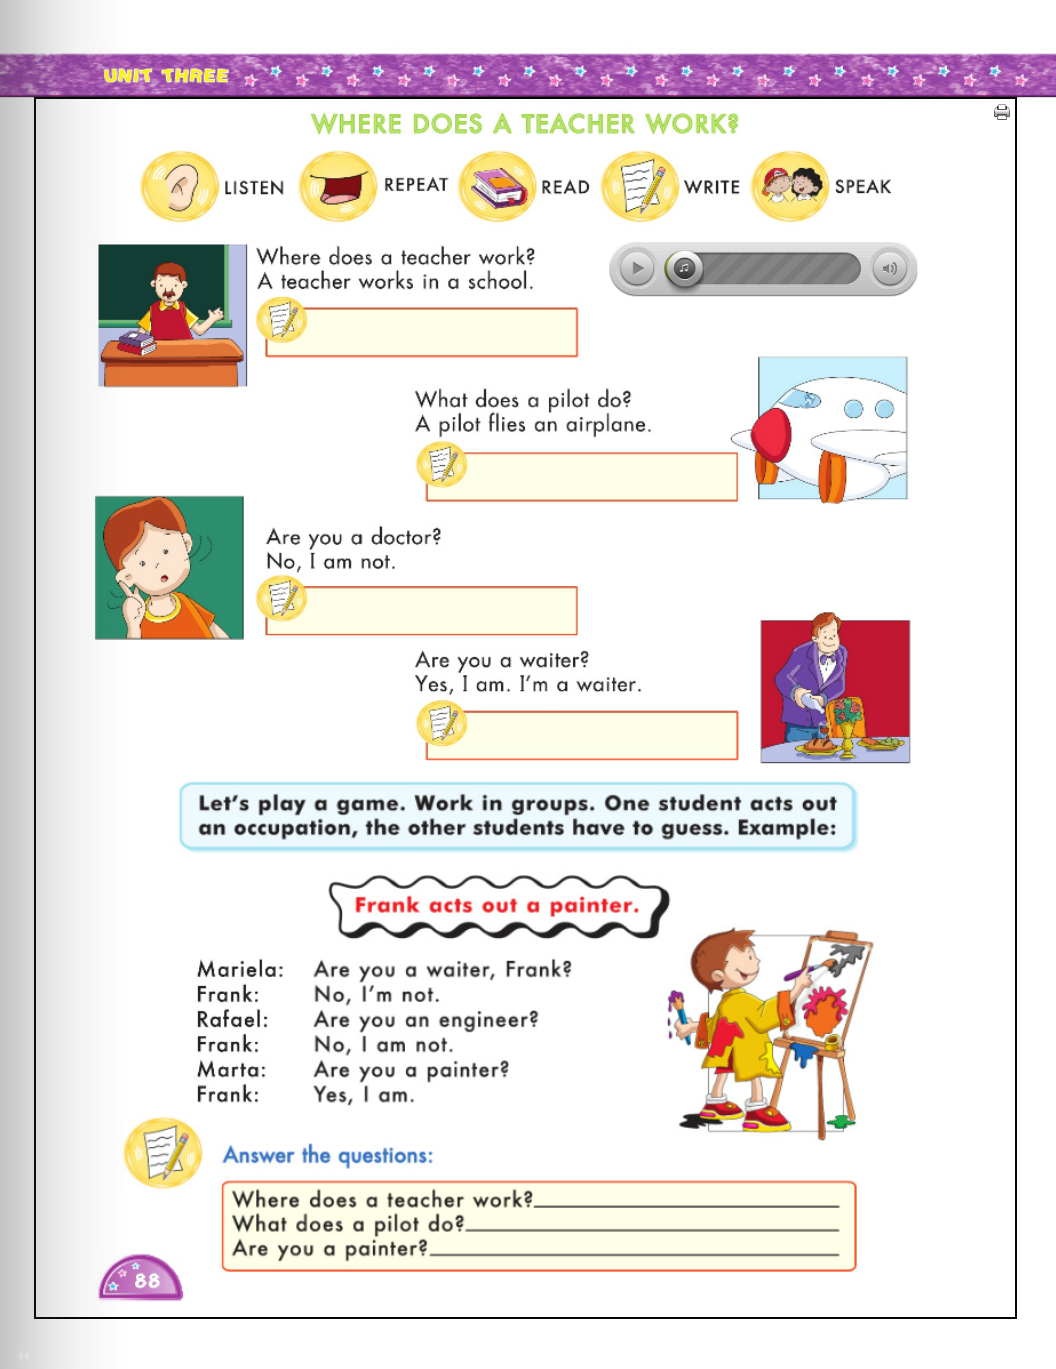 UNIT THREE
WHERE DOES A TEACHER WORK?
LISTEN
REPEAT
READ
WRITE
SPEAK
Where does a teacher work?
A teacher works in a school.
What does a pilot do?
A pilot flies an airplane.
Are you a doctor?
No, I am not.
Are you a waiter?
Yes, I am. I'm a waiter.
Let's play a game. Work in groups. One student acts out
an occupation, the other students have to guess. Example:
Frank acts out a painter.
Mariela: Are you a waiter, Frank?
Frank: No, I'm not.
Rafael: Are you an engineer?
Frank: No, I am not.
Marta: Are you a painter?
Frank: Yes, I am.
Answer the questions:
Where does a teacher work?
What does a pilot do?
Are you a painter?
88